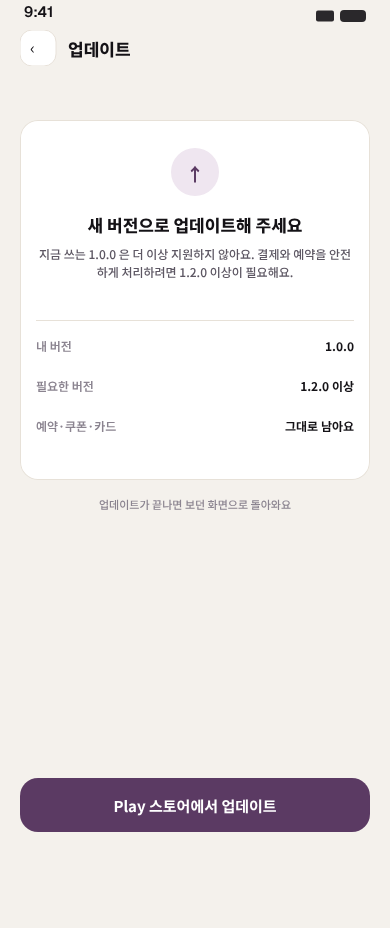 9:41
‹ 업데이트
↑
새 버전으로 업데이트해 주세요
지금 쓰는 1.0.0 은 더 이상 지원하지 않아요. 결제와 예약을 안전
하게 처리하려면 1.2.0 이상이 필요해요.
내 버전 1.0.0
필요한 버전 1.2.0 이상
예약·쿠폰·카드 그대로 남아요
업데이트가 끝나면 보던 화면으로 돌아와요
Play 스토어에서 업데이트